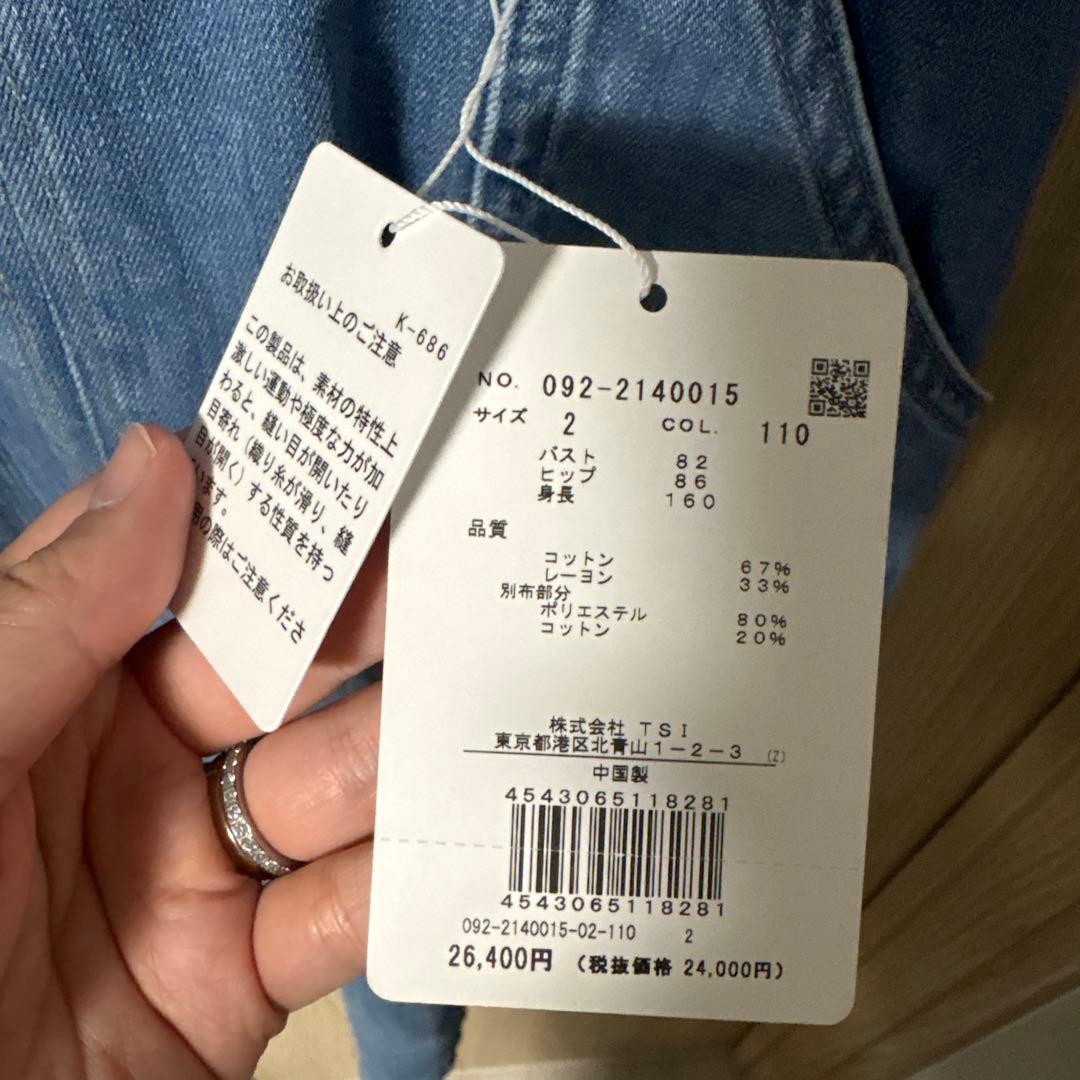 お取扱い上のご注意
K-686
この製品は、素材の特性上
激しい運動や極度な力が加
わると、縫い目が開いたり
目寄れ（織り糸が滑り、縫
目が開く）する性質を持っ
います。
用の際はご注意くださ
NO. 092-2140015
サイズ 2 COL. 110
バスト 82
ヒップ 86
身長 160
品質
コットン 67%
レーヨン 33%
別布部分
ポリエステル 80%
コットン 20%
株式会社 TSI
東京都港区北青山1-2-3 (Z)
中国製
4543065118281
4543065118281
092-2140015-02-110 2
26,400円 (税抜価格 24,000円)